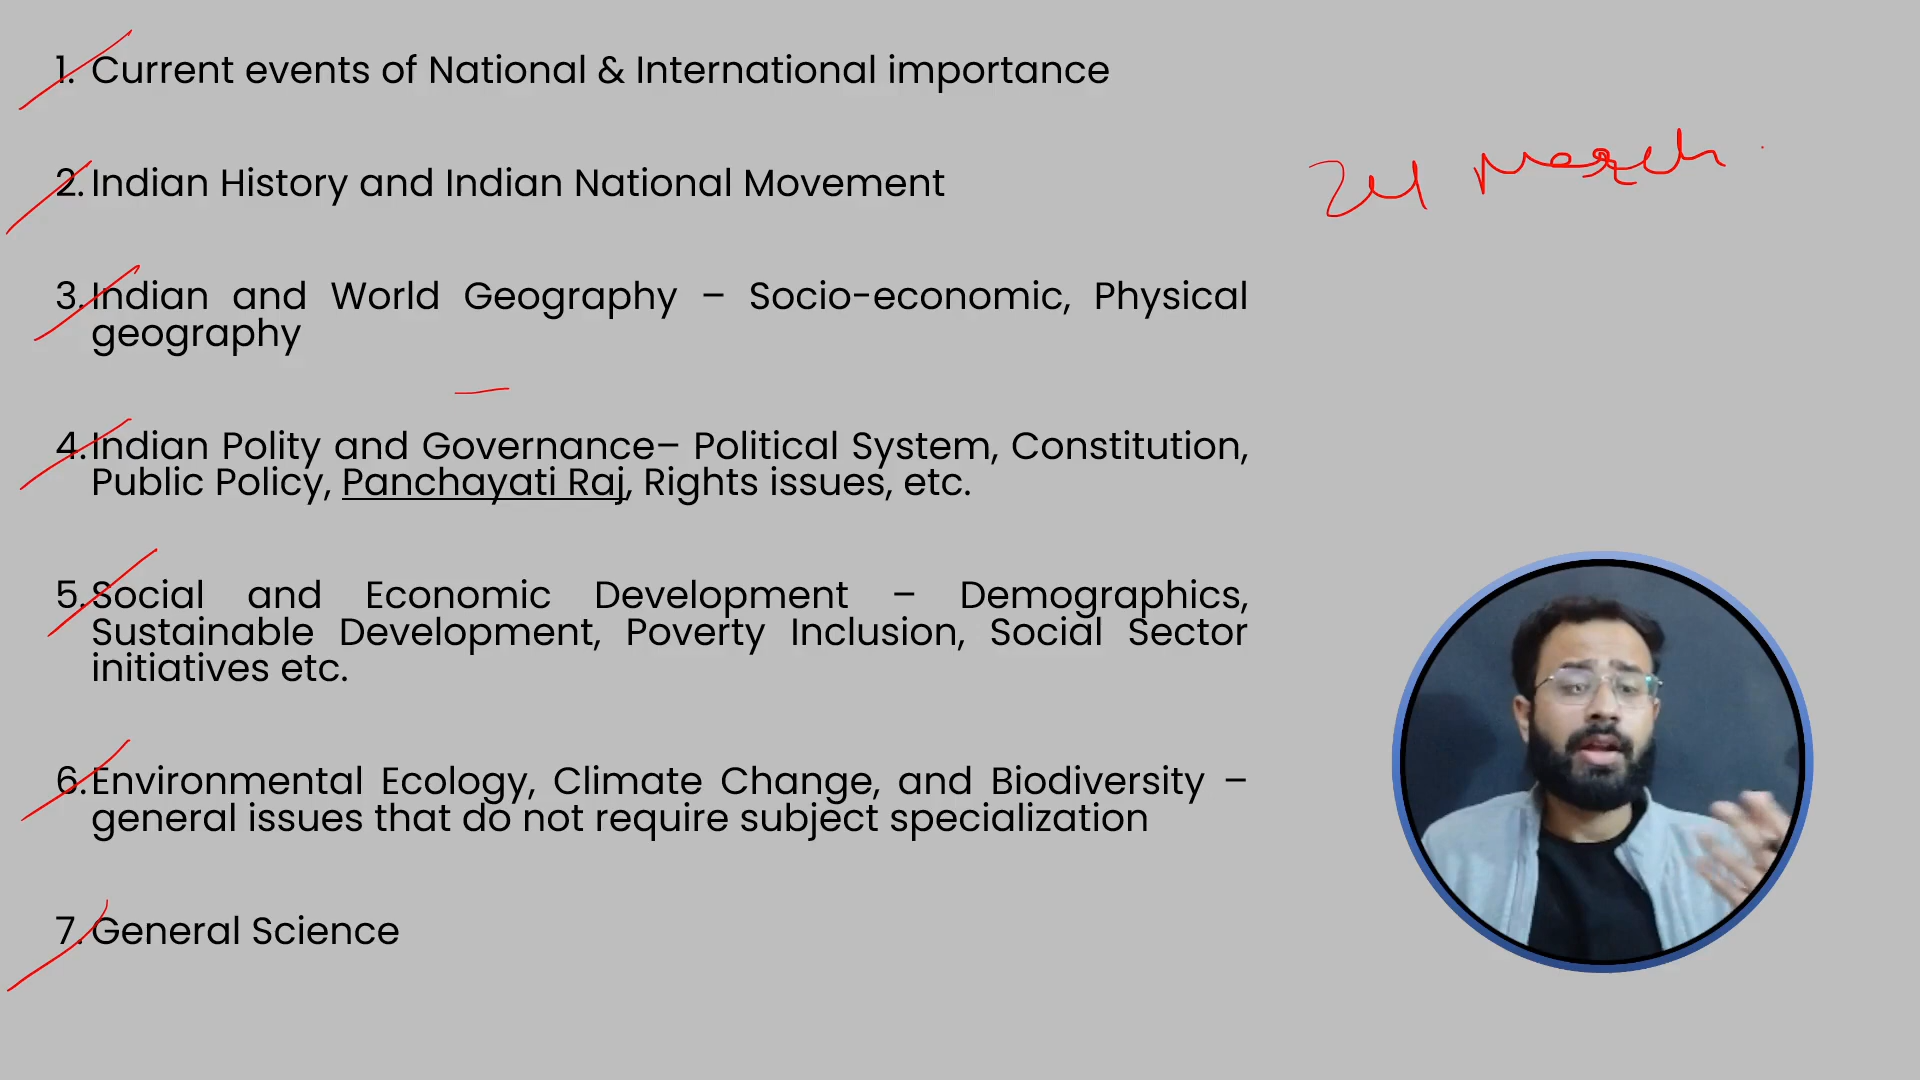 1. Current events of National & International importance
2. Indian History and Indian National Movement
3. Indian and World Geography – Socio-economic, Physical
geography
4. Indian Polity and Governance– Political System, Constitution,
Public Policy, Panchayati Raj, Rights issues, etc.
5. Social and Economic Development – Demographics,
Sustainable Development, Poverty Inclusion, Social Sector
initiatives etc.
6. Environmental Ecology, Climate Change, and Biodiversity –
general issues that do not require subject specialization
7. General Science
24 March